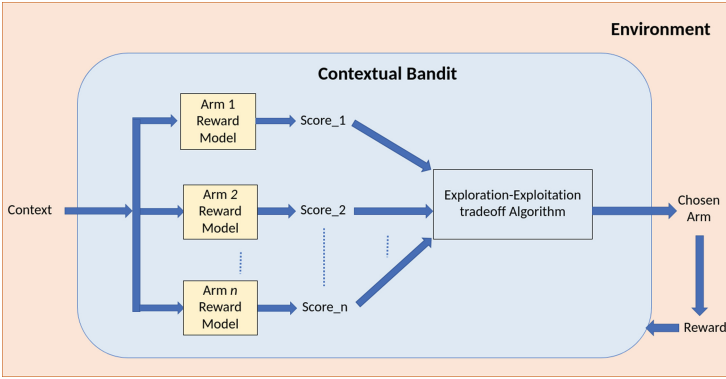 Environment
Contextual Bandit
Arm 1
Reward
Model
Score_1
Context
Arm 2
Reward
Model
Score_2
Exploration-Exploitation
tradeoff Algorithm
Chosen
Arm
Arm n
Reward
Model
Score_n
Reward